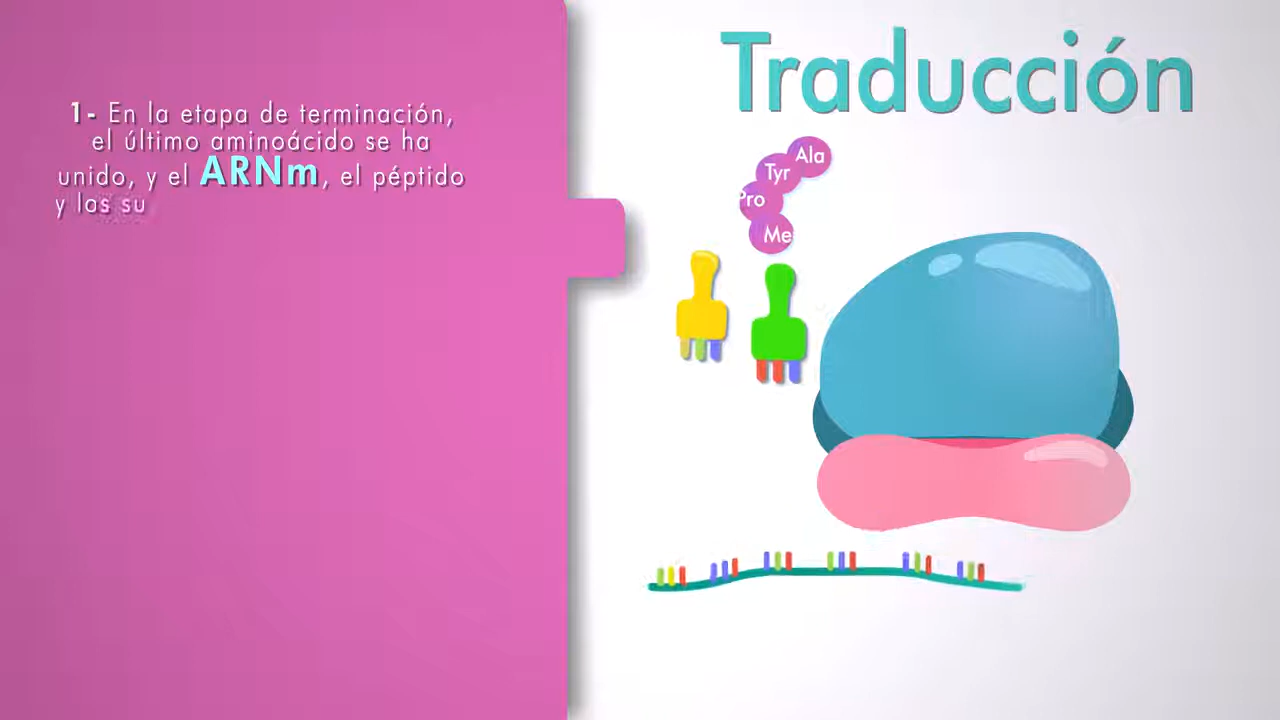 Traducción
1- En la etapa de terminación,
el último aminoácido se ha
unido, y el ARNm, el péptido
y las su
Ala
Tyr
Pro
Me